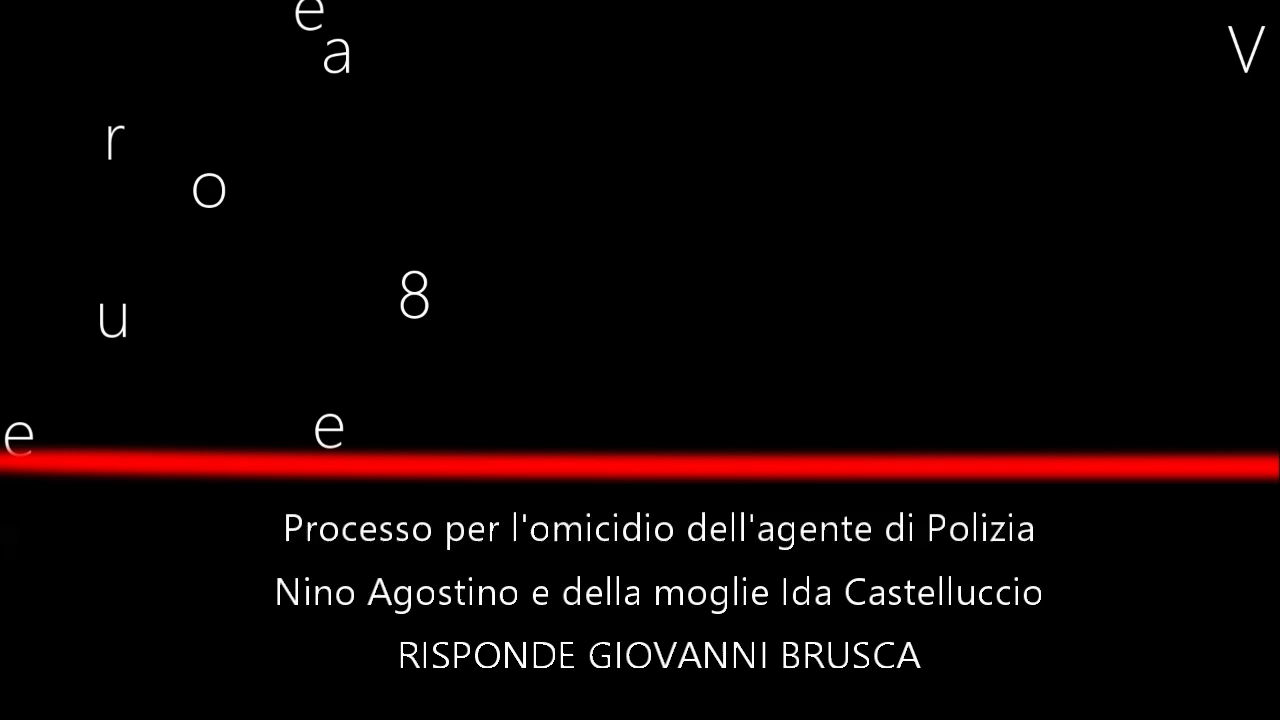 e
a
V
r
o
8
u
e
e
Processo per l'omicidio dell'agente di Polizia
Nino Agostino e della moglie Ida Castelluccio
RISPONDE GIOVANNI BRUSCA